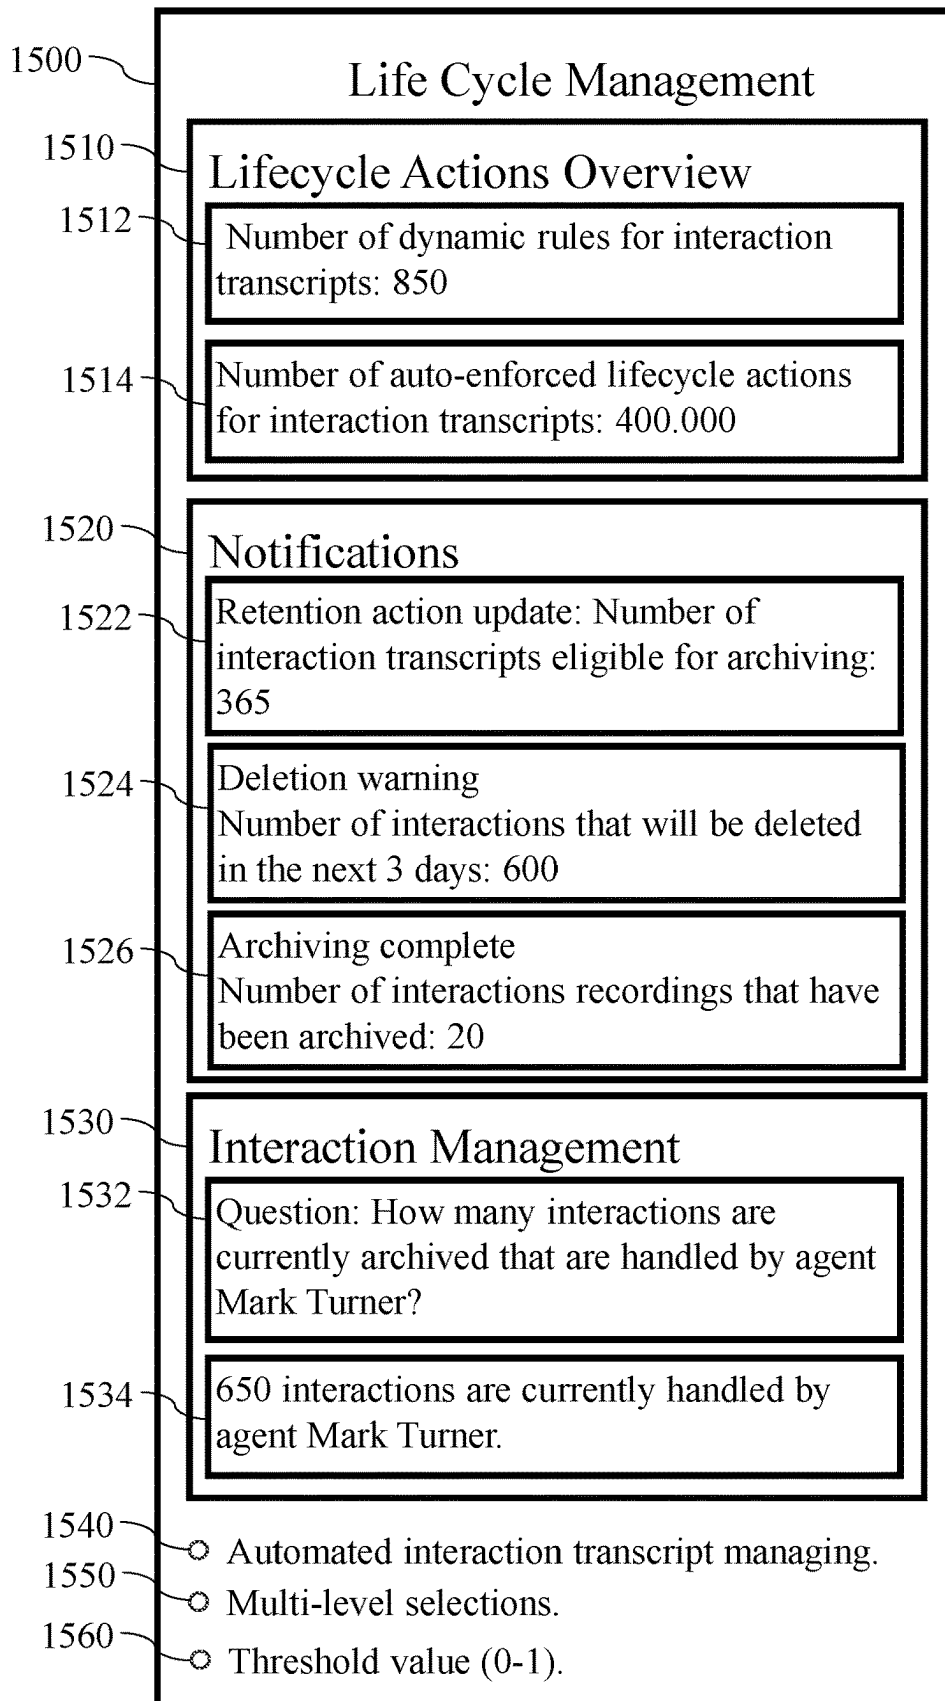 1500
Life Cycle Management
1510
Lifecycle Actions Overview
1512
Number of dynamic rules for interaction
transcripts: 850
1514
Number of auto-enforced lifecycle actions
for interaction transcripts: 400.000
1520
Notifications
1522
Retention action update: Number of
interaction transcripts eligible for archiving:
365
1524
Deletion warning
Number of interactions that will be deleted
in the next 3 days: 600
1526
Archiving complete
Number of interactions recordings that have
been archived: 20
1530
Interaction Management
1532
Question: How many interactions are
currently archived that are handled by agent
Mark Turner?
1534
650 interactions are currently handled by
agent Mark Turner.
1540
Automated interaction transcript managing.
1550
Multi-level selections.
1560
Threshold value (0-1).